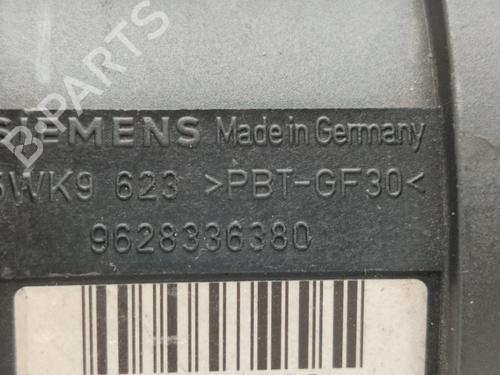 SIEMENS Made in Germany
5WK9 623 >PBT-GF30<
9628336380